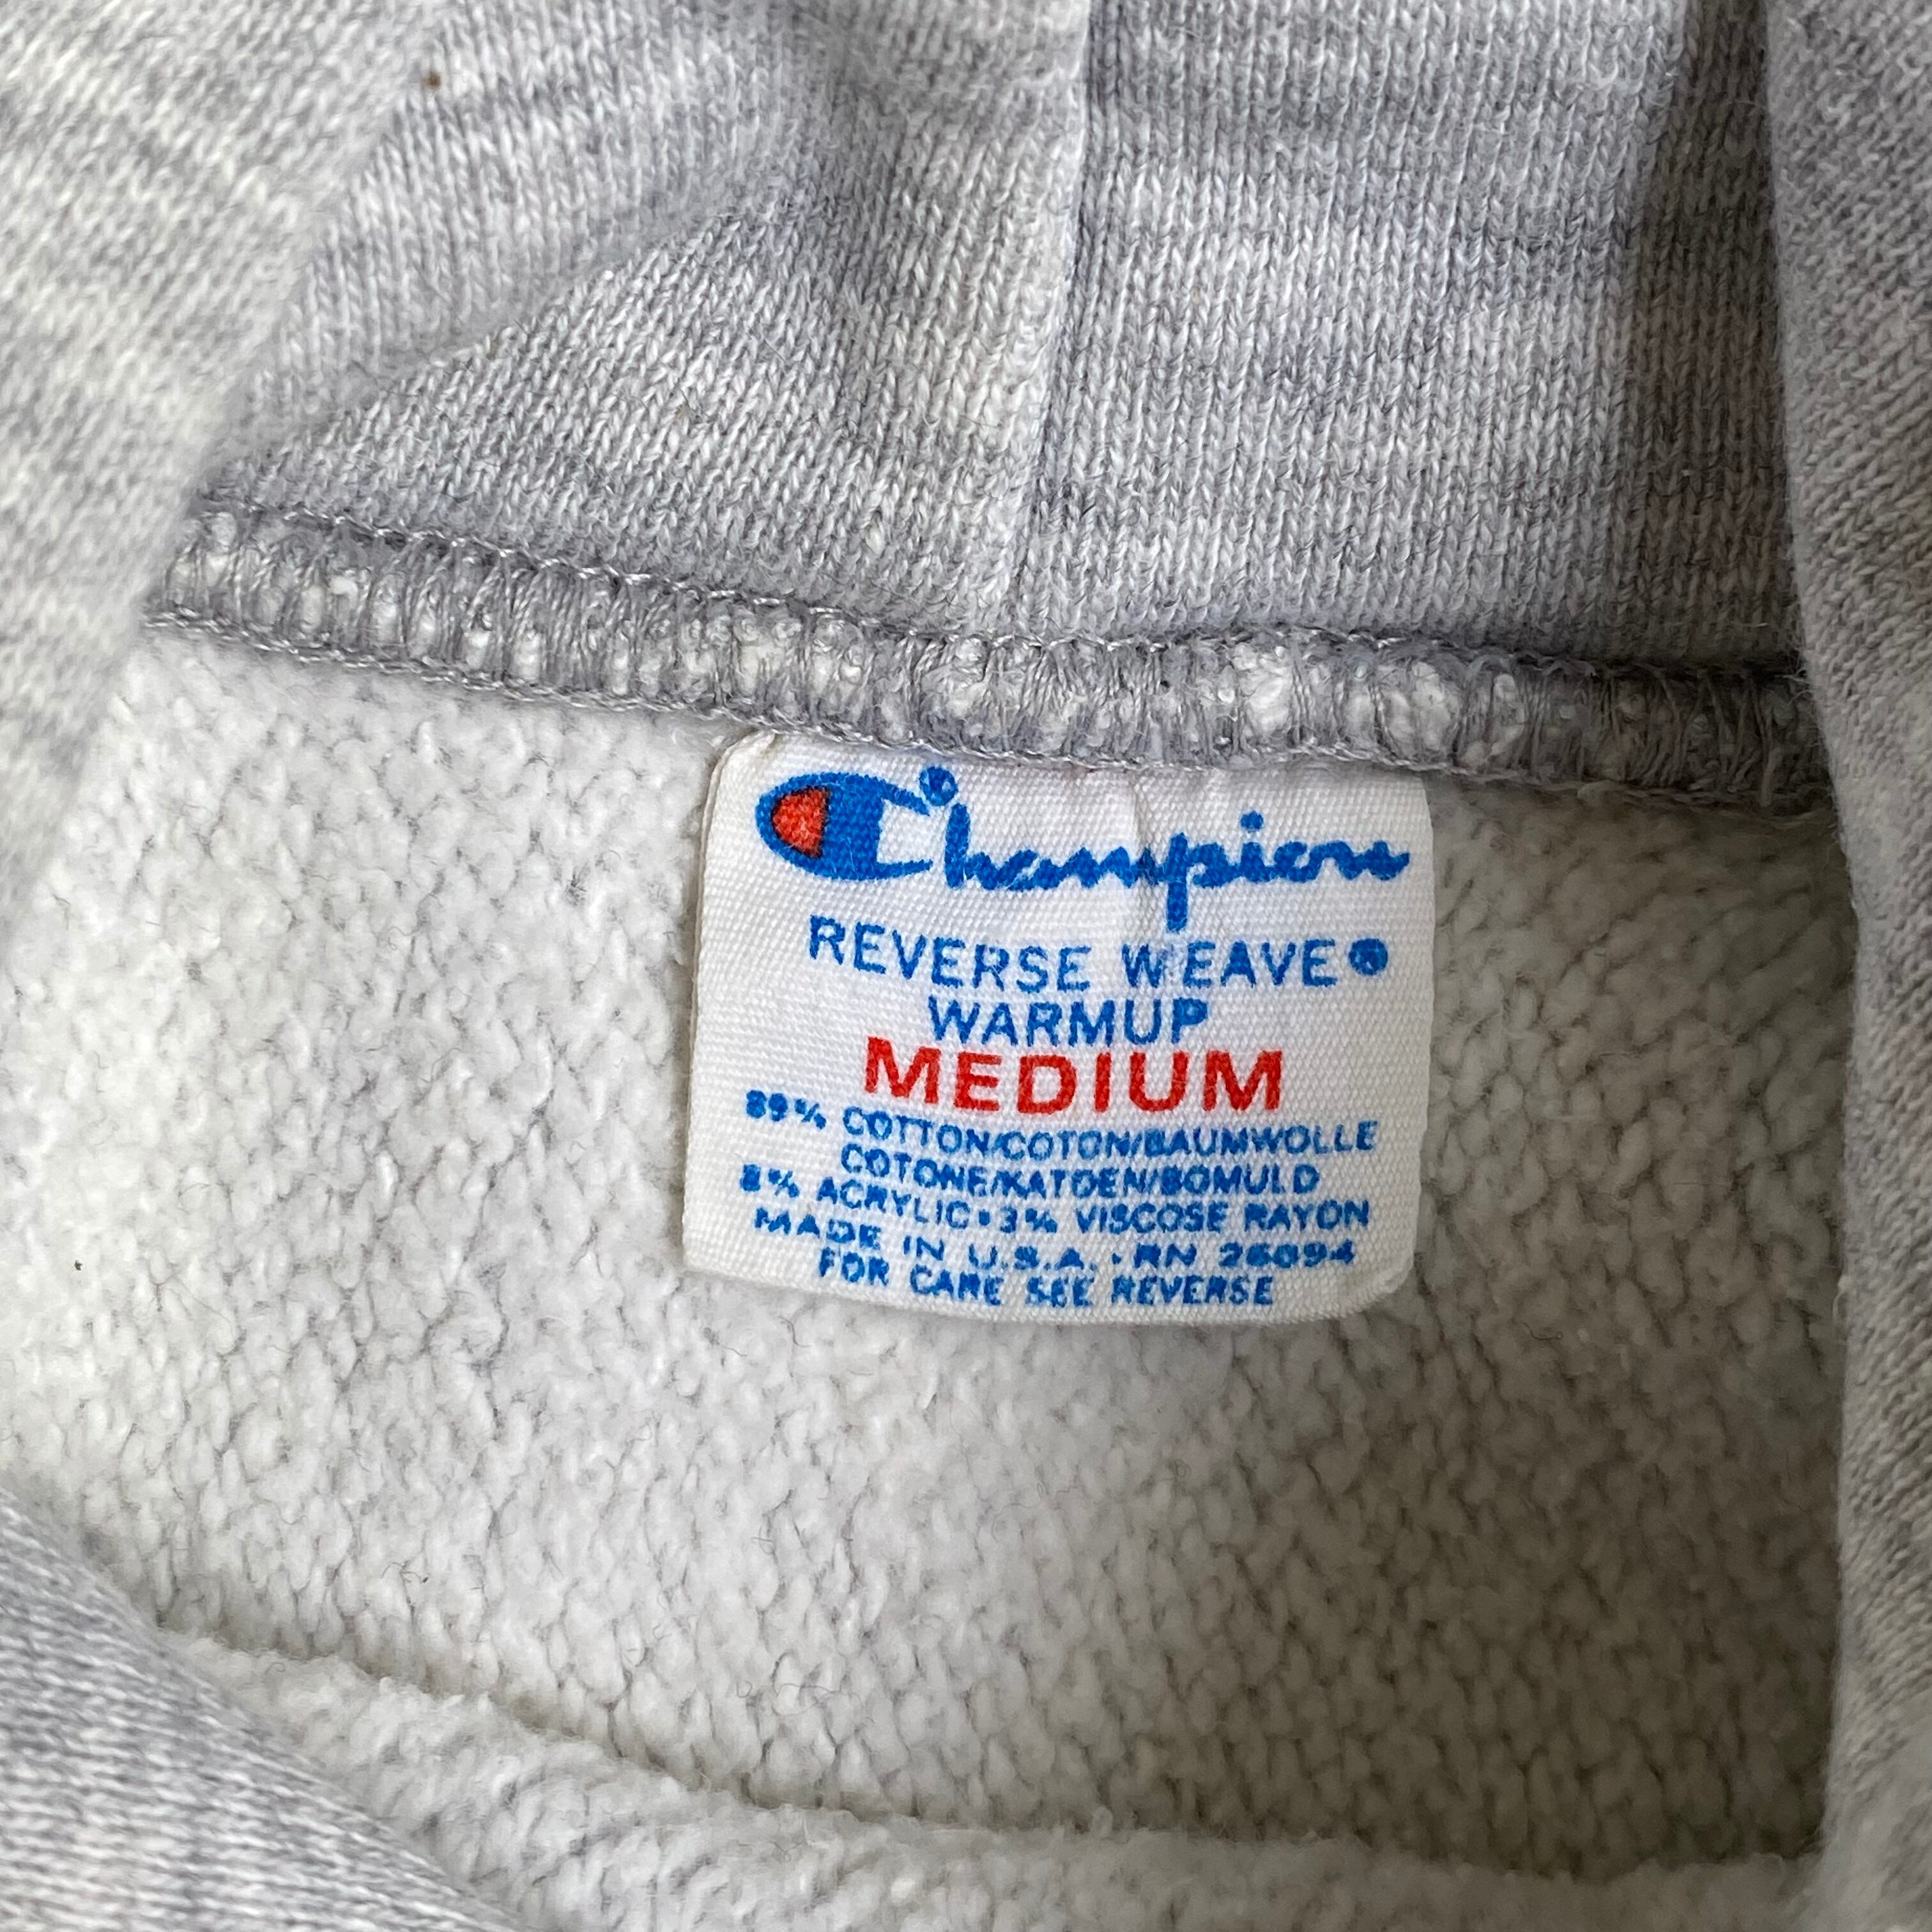 Champion
REVERSE WEAVE®
WARMUP
MEDIUM
89% COTTON/COTON/BAUMWOLLE
COTONE/KATOEN/BOMULD
8% ACRYLIC•3% VISCOSE RAYON
MADE IN U.S.A. • RN 26094
FOR CARE SEE REVERSE